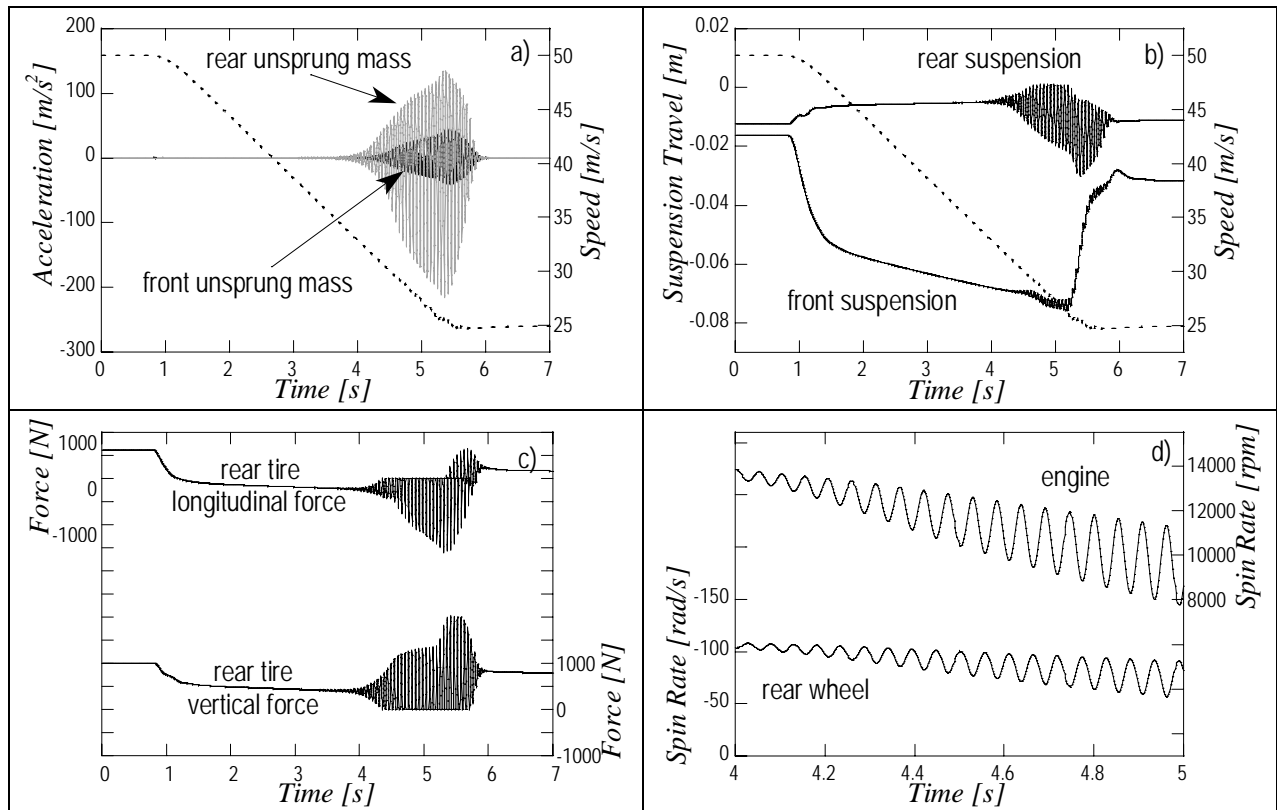 a)
200
100
0
-100
-200
-300
Acceleration [m/s²]
rear unsprung mass
front unsprung mass
50
45
40
35
30
25
Speed [m/s]
0 1 2 3 4 5 6 7
Time [s]
b)
0.02
0.01
0
-0.02
-0.04
-0.06
-0.08
Suspension Travel [m]
rear suspension
front suspension
50
45
40
35
30
25
Speed [m/s]
0 1 2 3 4 5 6 7
Time [s]
c)
1000
0
-1000
Force [N]
rear tire
longitudinal force
rear tire
vertical force
1000
0
-1000
Force [N]
0 1 2 3 4 5 6 7
Time [s]
d)
engine
rear wheel
-150
-100
-50
0
Spin Rate [rad/s]
14000
12000
10000
8000
Spin Rate [rpm]
4 4.2 4.4 4.6 4.8 5
Time [s]